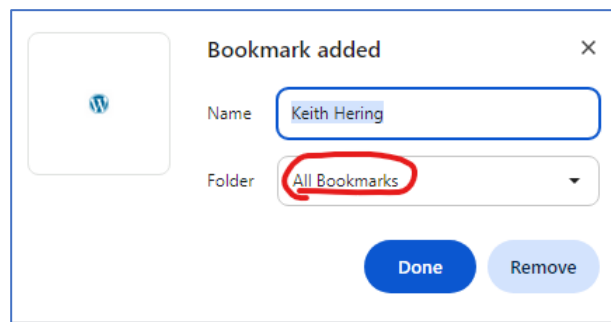 Bookmark added
Name Keith Hering
Folder All Bookmarks
Done Remove